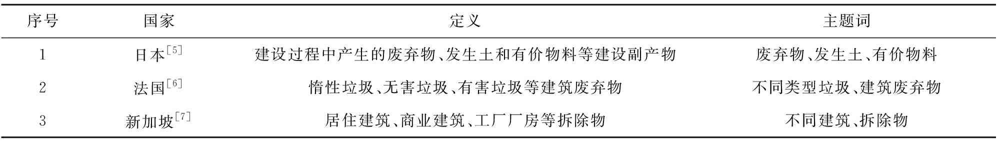 序号 国家 定义 主题词
1 日本[5] 建设过程中产生的废弃物、发生土和有价物料等建设副产物 废弃物、发生土、有价物料
2 法国[6] 惰性垃圾、无害垃圾、有害垃圾等建筑废弃物 不同类型垃圾、建筑废弃物
3 新加坡[7] 居住建筑、商业建筑、工厂厂房等拆除物 不同建筑、拆除物